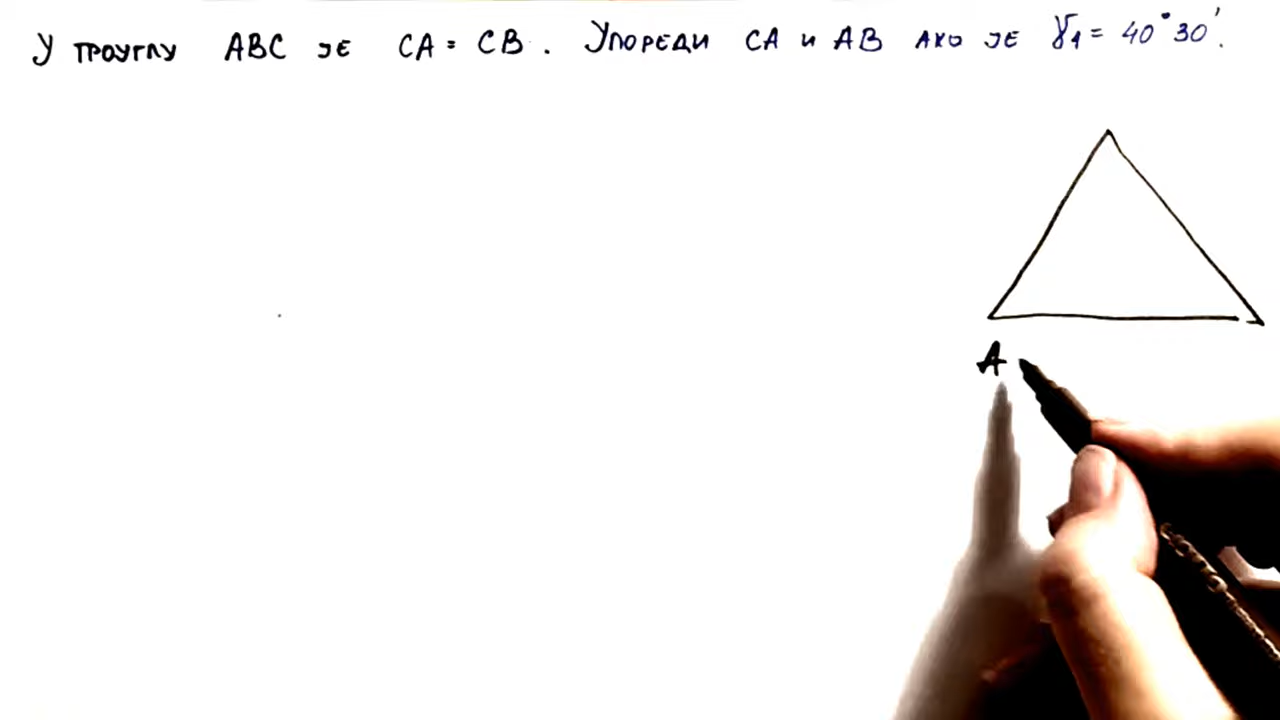 У троуглу ABC је CA = CB. Упореди CA и AB ако је γ₁ = 40°30'.
A